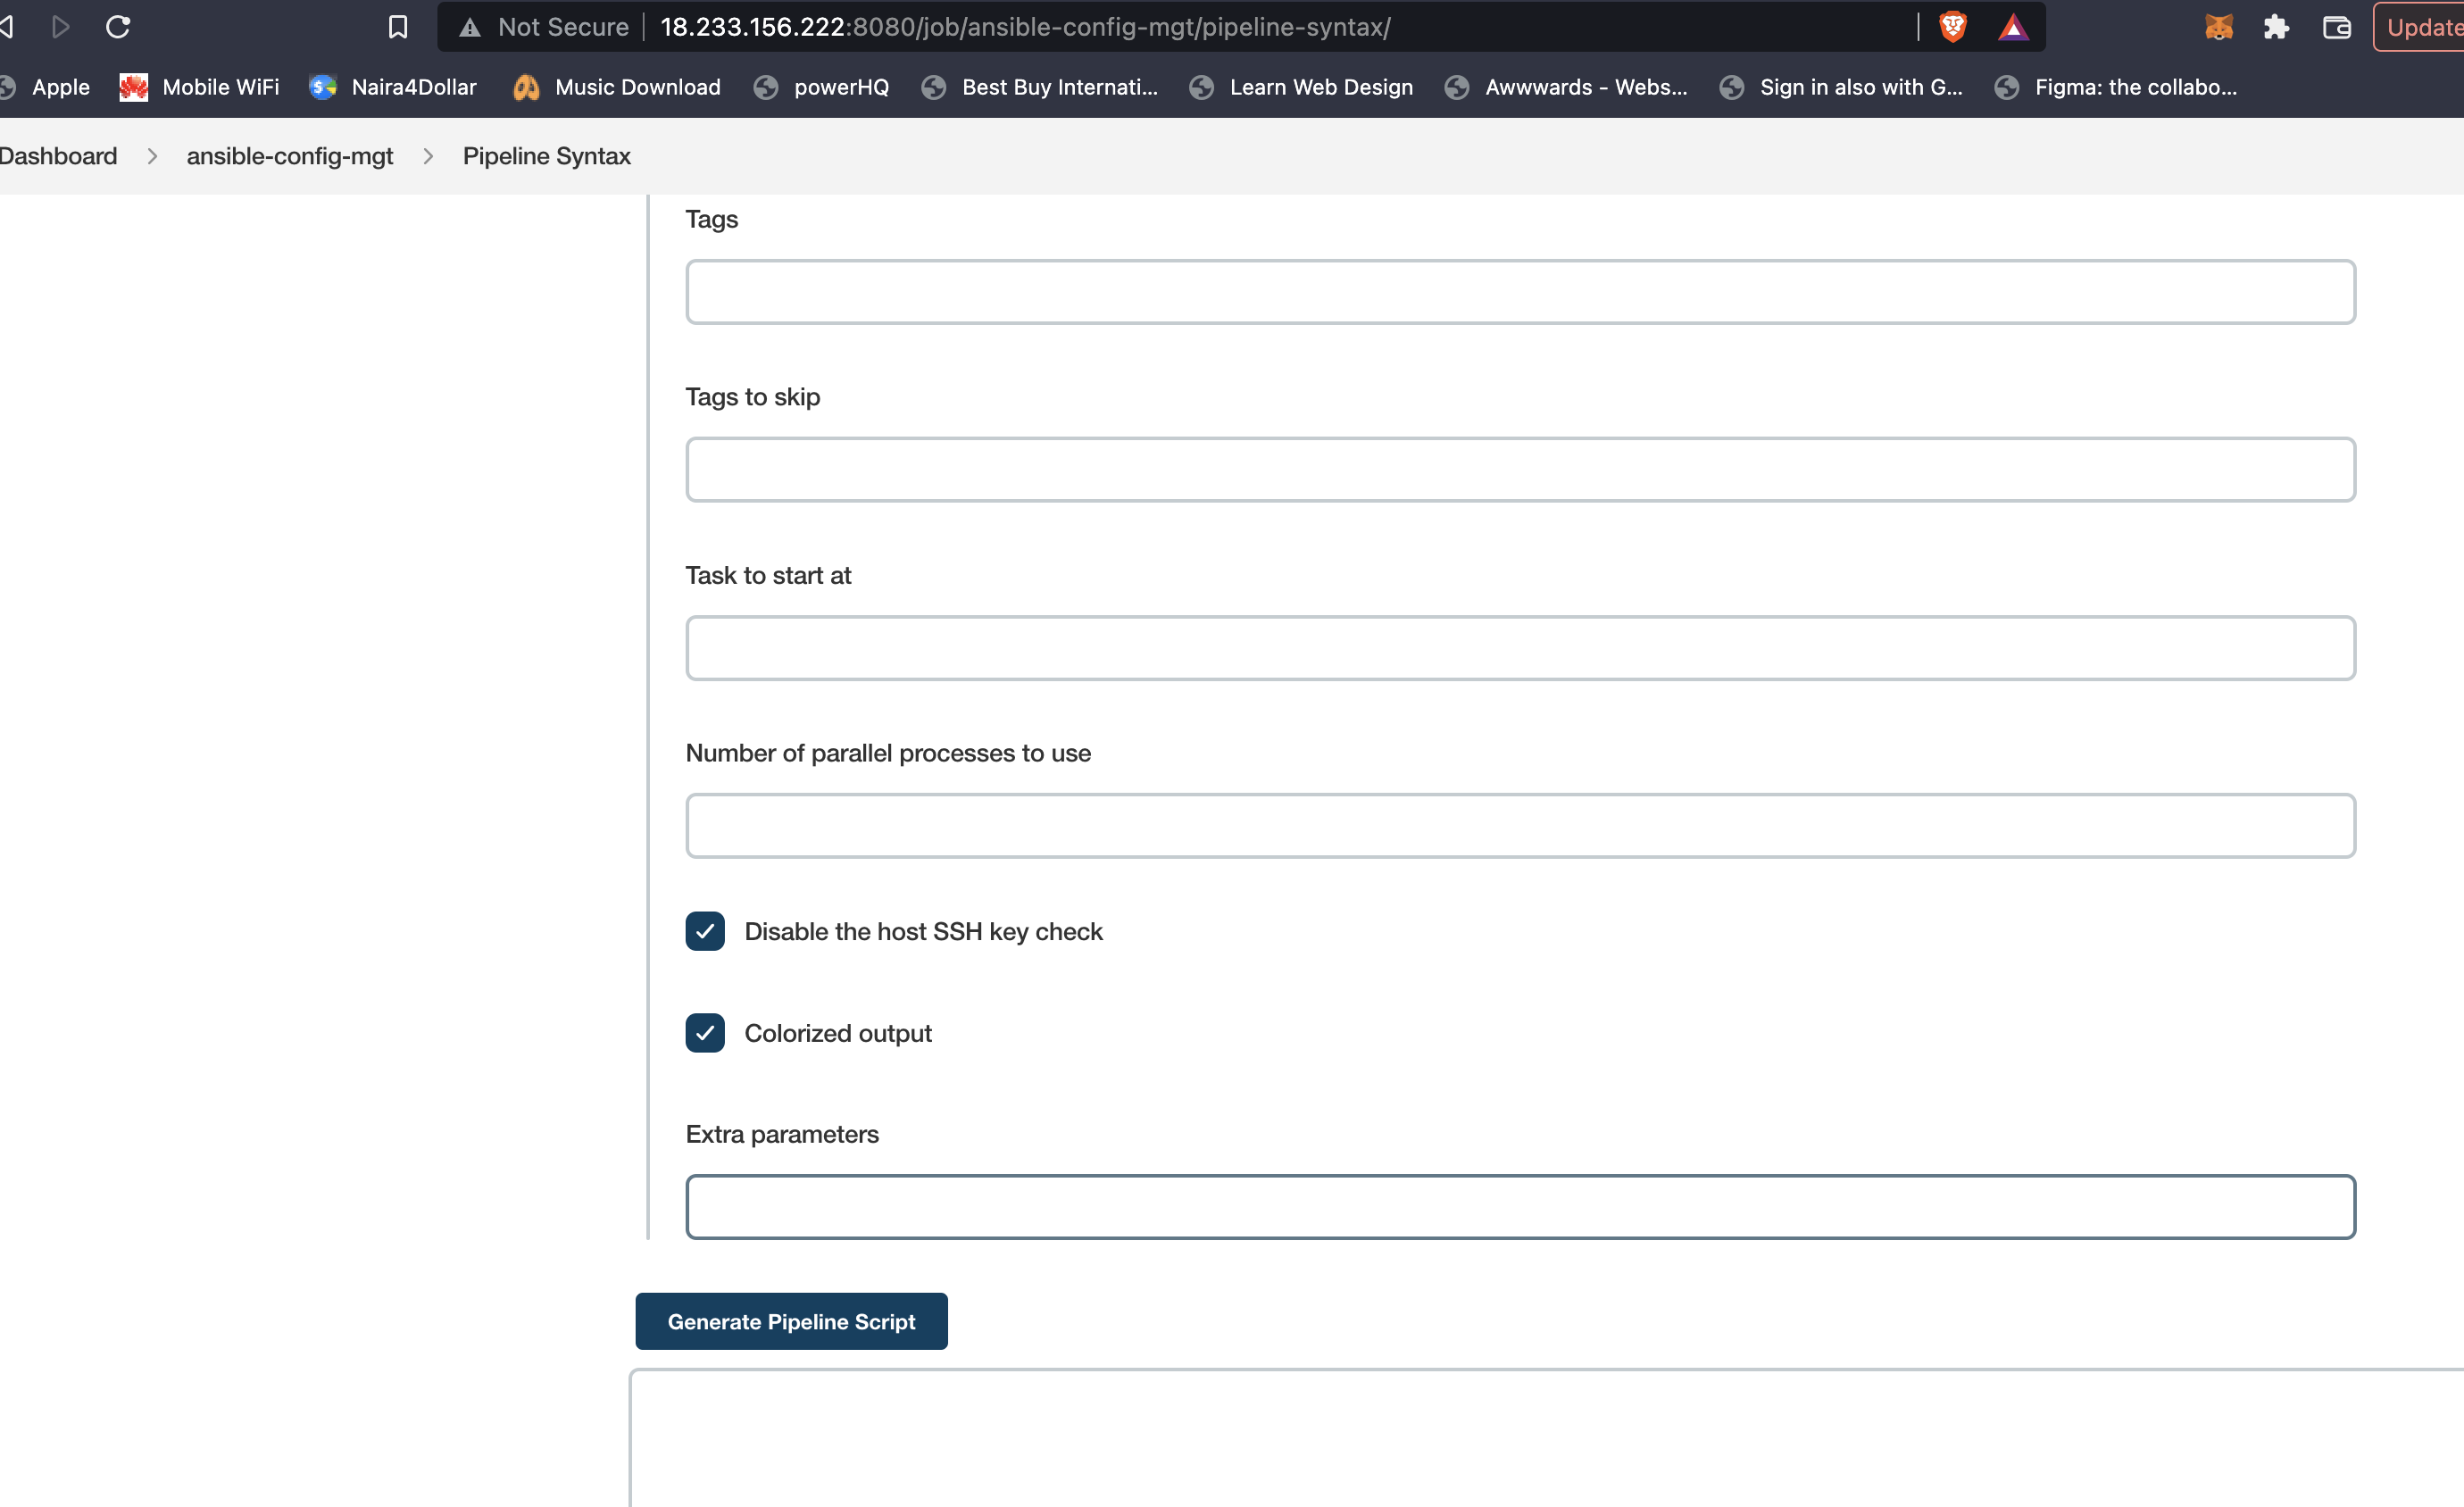 Not Secure 18.233.156.222:8080/job/ansible-config-mgt/pipeline-syntax/ Update
Apple Mobile WiFi Naira4Dollar Music Download powerHQ Best Buy Internati... Learn Web Design Awwwards - Webs... Sign in also with G... Figma: the collabo...
Dashboard > ansible-config-mgt > Pipeline Syntax
Tags
Tags to skip
Task to start at
Number of parallel processes to use
Disable the host SSH key check
Colorized output
Extra parameters
Generate Pipeline Script